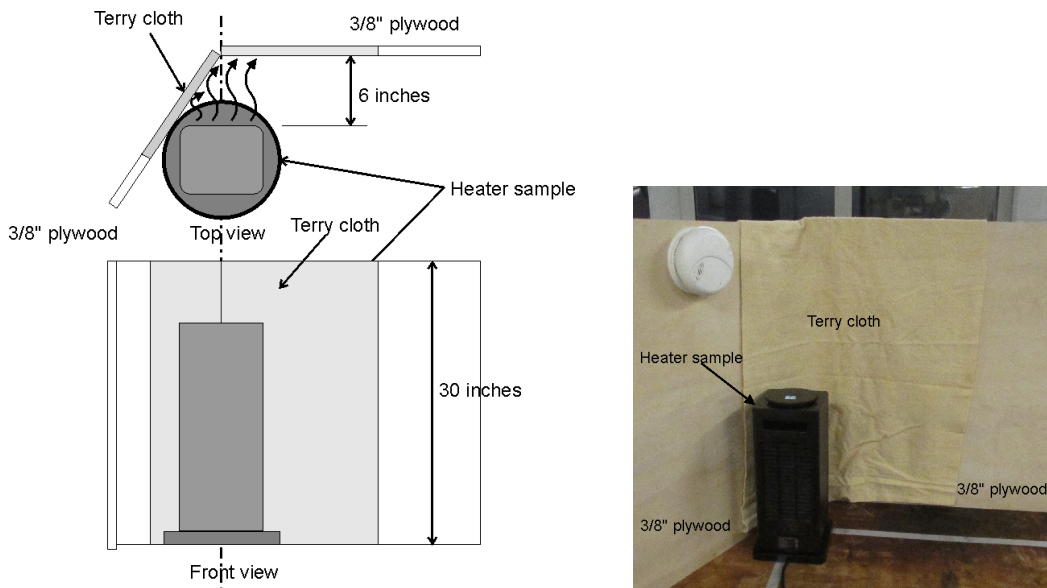 Terry cloth
3/8" plywood
6 inches
Heater sample
3/8" plywood
Top view
Terry cloth
30 inches
Front view
Terry cloth
Heater sample
3/8" plywood
3/8" plywood